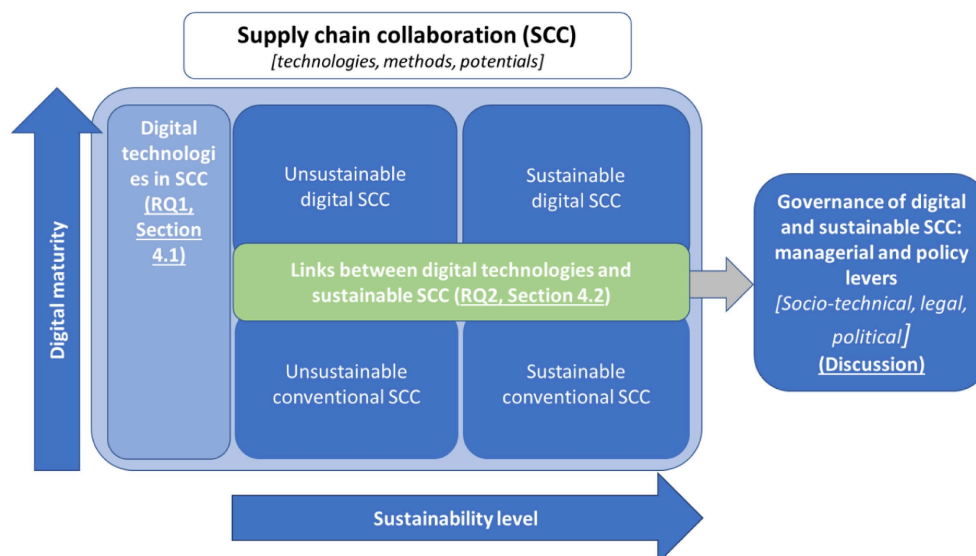 Supply chain collaboration (SCC)
[technologies, methods, potentials]
Digital maturity
Digital
technologi
es in SCC
(RQ1,
Section
4.1)
Unsustainable
digital SCC
Sustainable
digital SCC
Links between digital technologies and
sustainable SCC (RQ2, Section 4.2)
Unsustainable
conventional SCC
Sustainable
conventional SCC
Governance of digital
and sustainable SCC:
managerial and policy
levers
[Socio-technical, legal,
political]
(Discussion)
Sustainability level